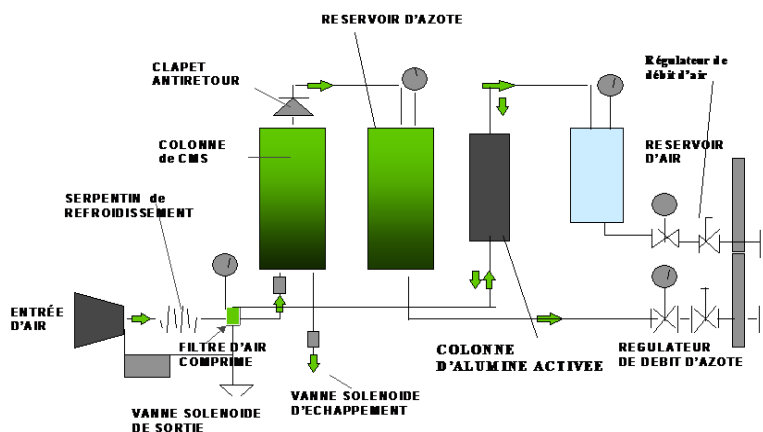 RESERVOIR D'AZOTE
CLAPET
ANTIRETOUR
Régulateur de
débit d'air
COLONNE
de CMS
RESERVOIR
D'AIR
SERPENTIN de
REFROIDISSEMENT
ENTRÉE
D'AIR
FILTRE D'AIR
COMPRIME
COLONNE
D'ALUMINE ACTIVEE
REGULATEUR
DE DEBIT D'AZOTE
VANNE SOLENOIDE
D'ECHAPPEMENT
VANNE SOLENOIDE
DE SORTIE